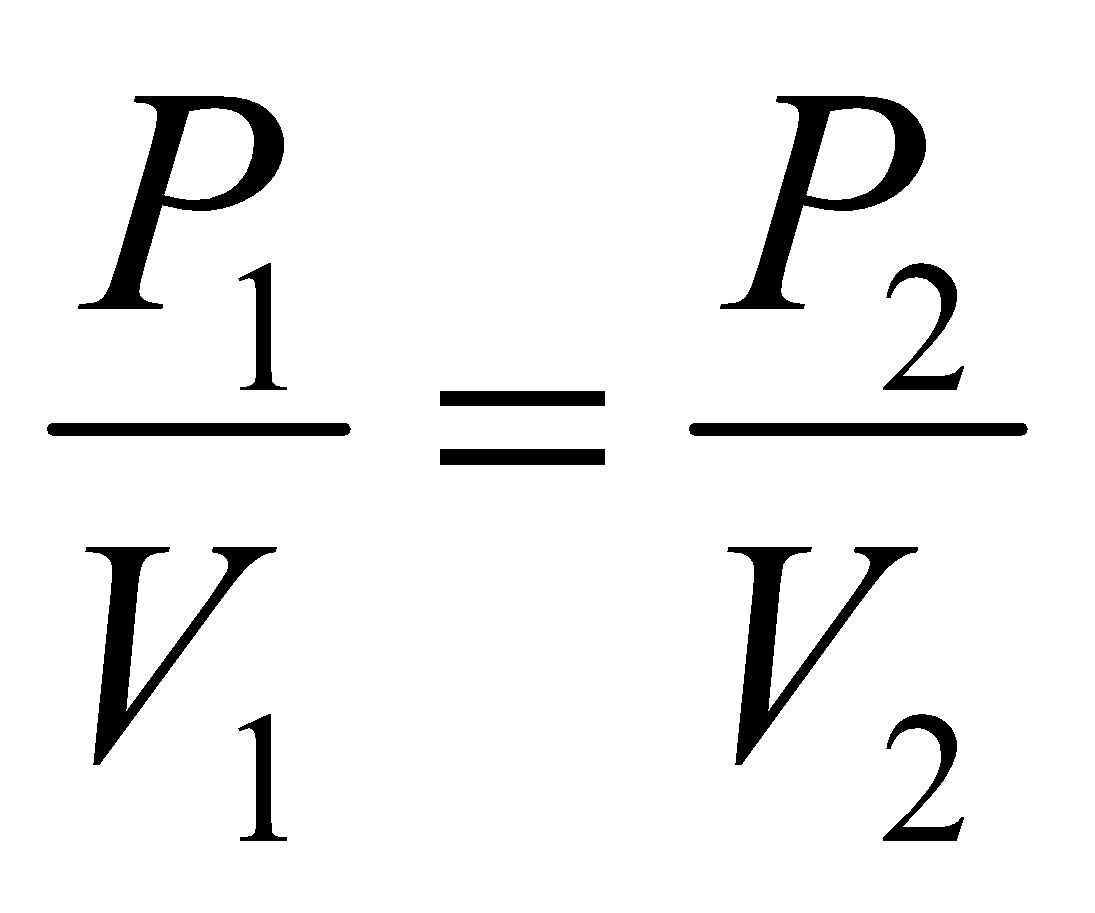 P₁/V₁ = P₂/V₂